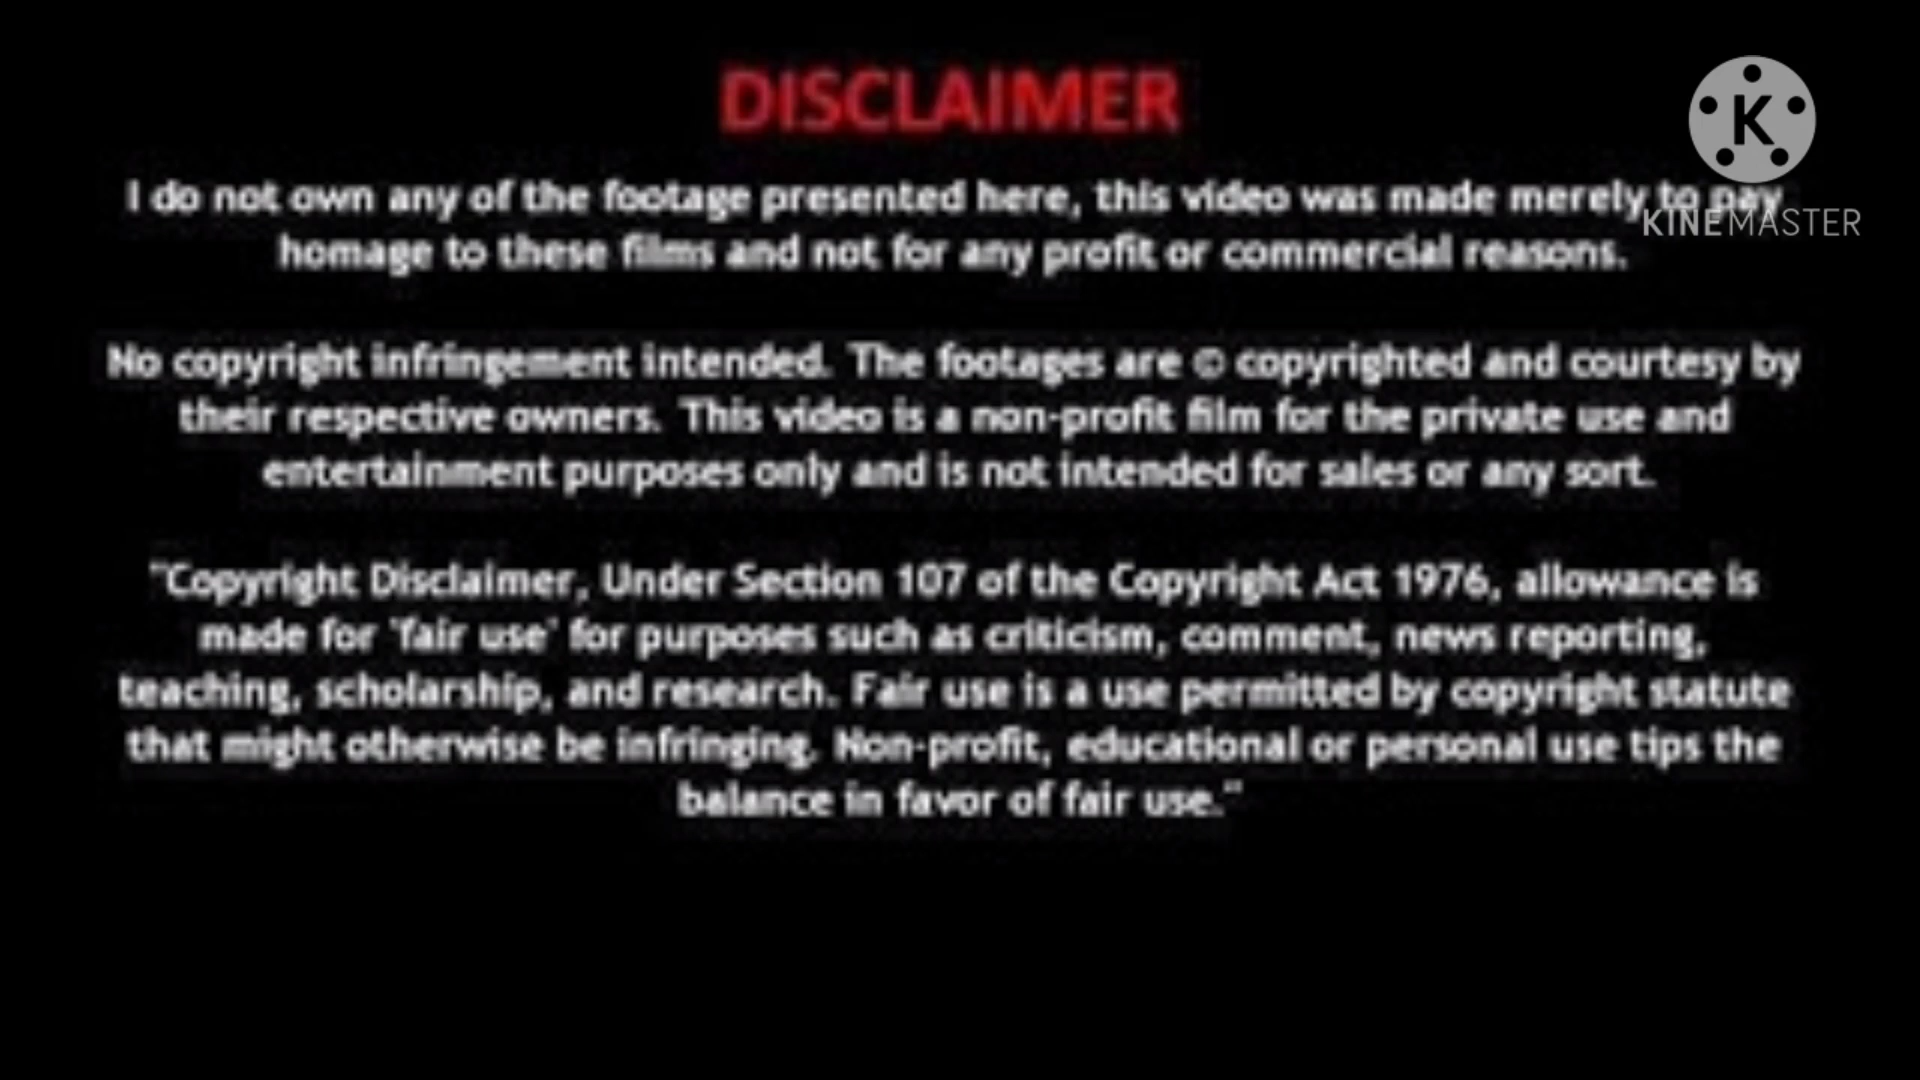 DISCLAIMER
I do not own any of the footage presented here, this video was made merely to pay
homage to these films and not for any profit or commercial reasons.
No copyright infringement intended. The footages are © copyrighted and courtesy by
their respective owners. This video is a non-profit film for the private use and
entertainment purposes only and is not intended for sales or any sort.
"Copyright Disclaimer, Under Section 107 of the Copyright Act 1976, allowance is
made for 'fair use' for purposes such as criticism, comment, news reporting,
teaching, scholarship, and research. Fair use is a use permitted by copyright statute
that might otherwise be infringing. Non-profit, educational or personal use tips the
balance in favor of fair use."
K
KINEMASTER